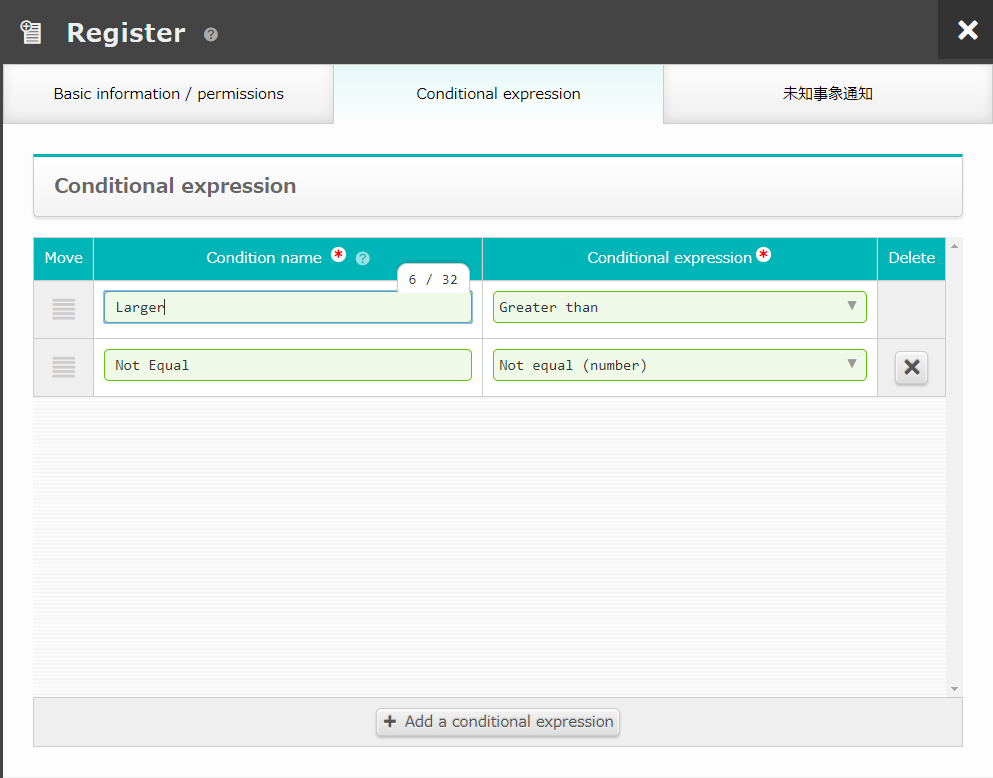 Register
Basic information / permissions
Conditional expression
未知事象通知
Conditional expression
Move
Condition name *
Conditional expression *
Delete
6 / 32
Larger
Greater than
Not Equal
Not equal (number)
+ Add a conditional expression